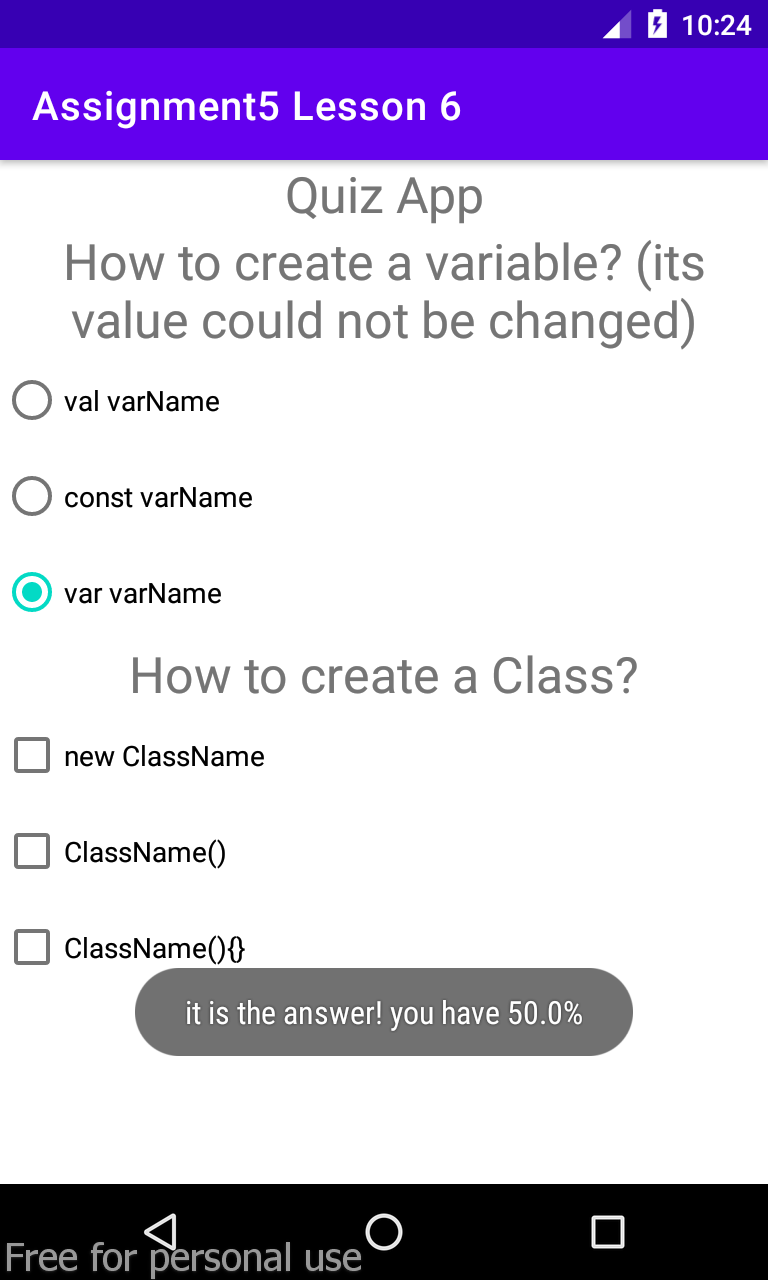 10:24
Assignment5 Lesson 6
Quiz App
How to create a variable? (its
value could not be changed)
val varName
const varName
var varName
How to create a Class?
new ClassName
ClassName()
ClassName(){}
it is the answer! you have 50.0%
Free for personal use